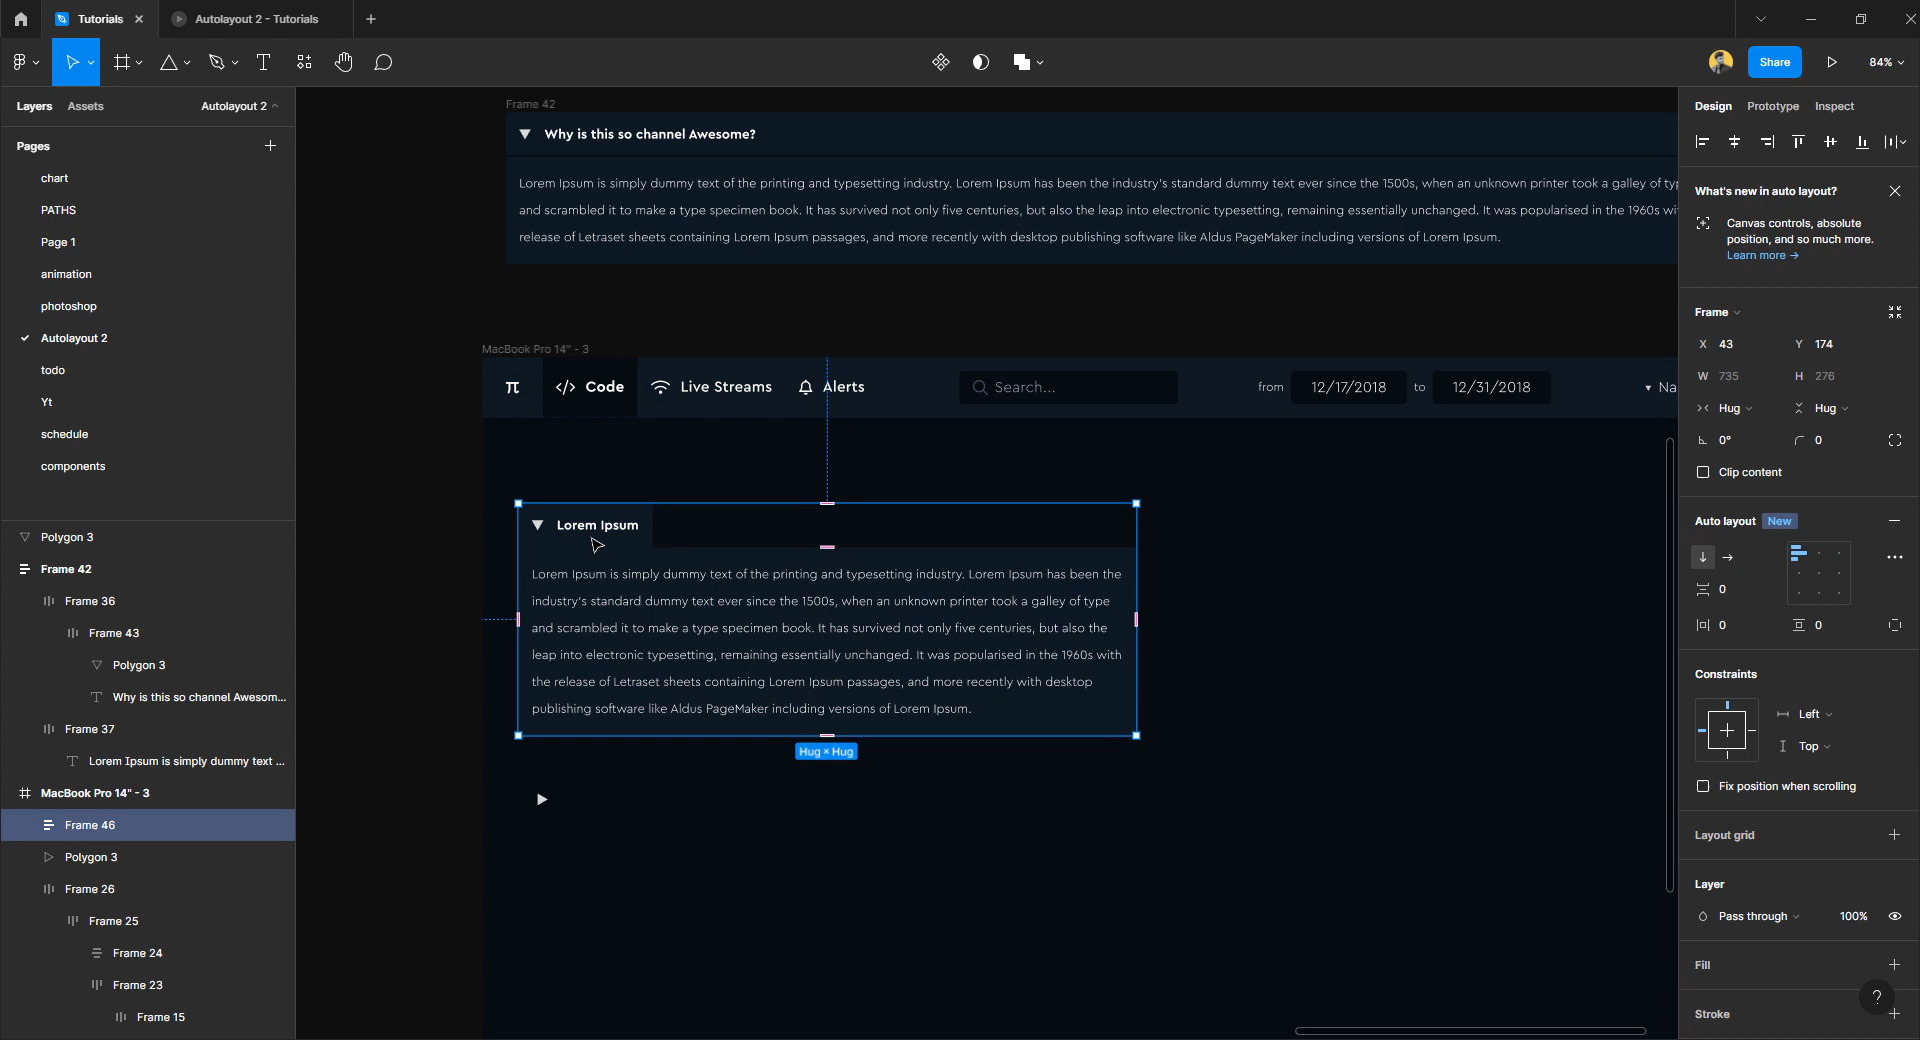 Tutorials
Autolayout 2 - Tutorials
Share
84%
Layers
Assets
Autolayout 2
Pages
chart
PATHS
Page 1
animation
photoshop
Autolayout 2
todo
Yt
schedule
components
Polygon 3
Frame 42
Frame 36
Frame 43
Polygon 3
Why is this so channel Awesom...
Frame 37
Lorem Ipsum is simply dummy text ...
MacBook Pro 14" - 3
Frame 46
Polygon 3
Frame 26
Frame 25
Frame 24
Frame 23
Frame 15
Frame 42
Why is this so channel Awesome?
Lorem Ipsum is simply dummy text of the printing and typesetting industry. Lorem Ipsum has been the industry's standard dummy text ever since the 1500s, when an unknown printer took a galley of typ
and scrambled it to make a type specimen book. It has survived not only five centuries, but also the leap into electronic typesetting, remaining essentially unchanged. It was popularised in the 1960s wi
release of Letraset sheets containing Lorem Ipsum passages, and more recently with desktop publishing software like Aldus PageMaker including versions of Lorem Ipsum.
MacBook Pro 14" - 3
π
</> Code
Live Streams
Alerts
Search...
from
12/17/2018
to
12/31/2018
Na
Lorem Ipsum
Lorem Ipsum is simply dummy text of the printing and typesetting industry. Lorem Ipsum has been the
industry's standard dummy text ever since the 1500s, when an unknown printer took a galley of type
and scrambled it to make a type specimen book. It has survived not only five centuries, but also the
leap into electronic typesetting, remaining essentially unchanged. It was popularised in the 1960s with
the release of Letraset sheets containing Lorem Ipsum passages, and more recently with desktop
publishing software like Aldus PageMaker including versions of Lorem Ipsum.
Hug × Hug
Design
Prototype
Inspect
What's new in auto layout?
Canvas controls, absolute
position, and so much more.
Learn more →
Frame
X 43
Y 174
W 735
H 276
Hug
Hug
0°
0
Clip content
Auto layout
New
0
0
0
Constraints
Left
Top
Fix position when scrolling
Layout grid
Layer
Pass through
100%
Fill
?
Stroke